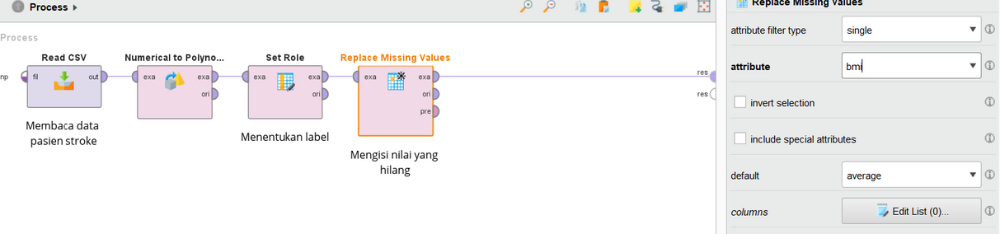 Process
Process
Read CSV
Numerical to Polyno...
Set Role
Replace Missing Values
np
fil
out
exa
exa
ori
exa
exa
ori
exa
exa
ori
pre
res
res
Membaca data
pasien stroke
Menentukan label
Mengisi nilai yang
hilang
Replace Missing Values
attribute filter type
single
attribute
bmi
invert selection
include special attributes
default
average
columns
Edit List (0)...